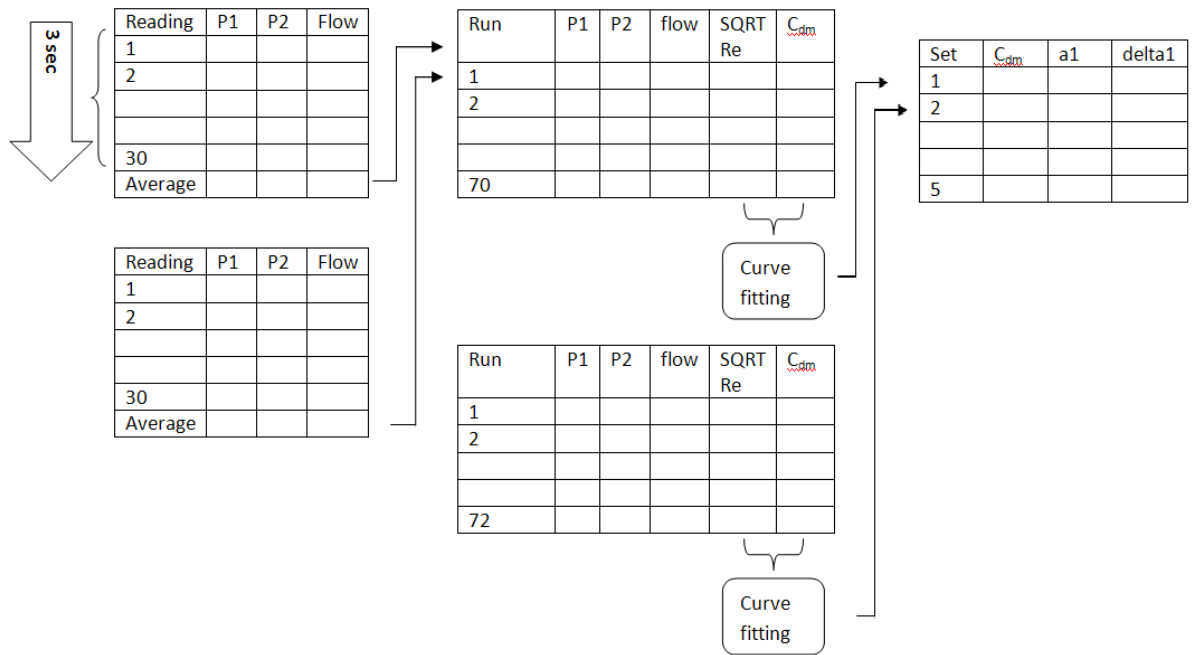 3 sec
Reading P1 P2 Flow
1
2
30
Average
Reading P1 P2 Flow
1
2
30
Average
Run P1 P2 flow SQRT Cdm
Re
1
2
70
Curve
fitting
Run P1 P2 flow SQRT Cdm
Re
1
2
72
Curve
fitting
Set Cdm a1 delta1
1
2
5